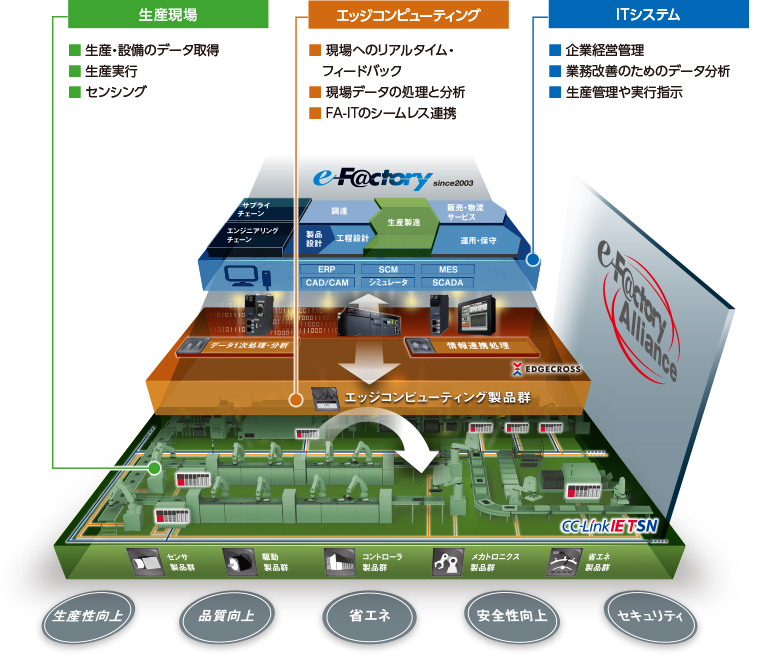 生産現場
生産・設備のデータ取得
生産実行
センシング
エッジコンピューティング
現場へのリアルタイム・
フィードバック
現場データの処理と分析
FA-ITのシームレス連携
ITシステム
企業経営管理
業務改善のためのデータ分析
生産管理や実行指示
e-F@ctory since2003
サプライ
チェーン
調達
生産製造
販売・物流
サービス
エンジニアリング
チェーン
製品
設計
工程設計
運用・保守
ERP
SCM
MES
CAD/CAM
シミュレータ
SCADA
データ1次処理・分析
情報連携処理
EDGECROSS
エッジコンピューティング製品群
e-F@ctory
Alliance
CC-Link IE TSN
センサ
製品群
駆動
製品群
コントローラ
製品群
メカトロニクス
製品群
省エネ
製品群
生産性向上
品質向上
省エネ
安全性向上
セキュリティ